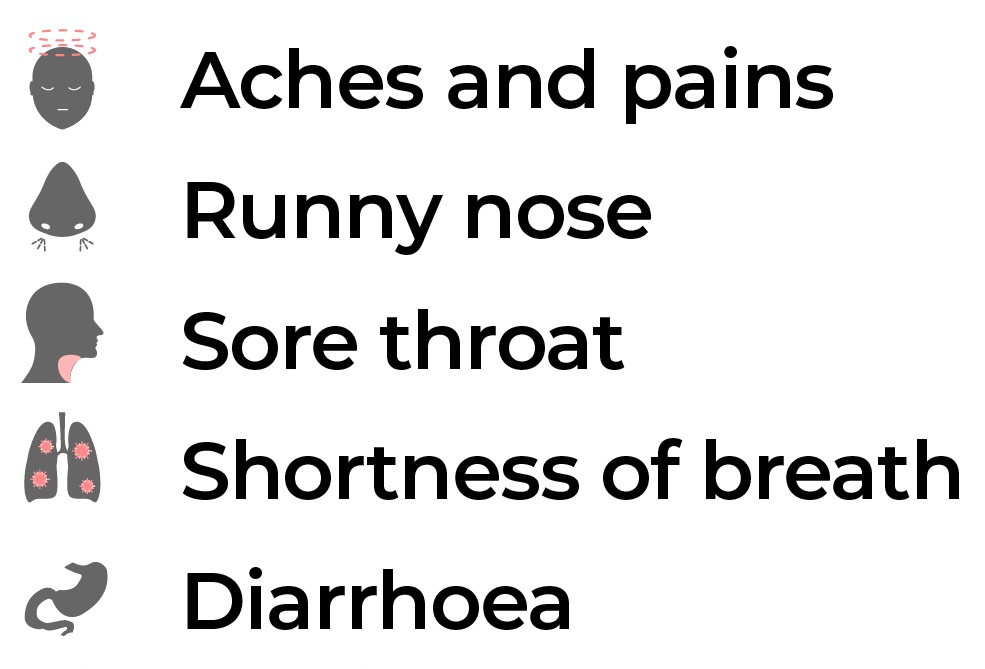 Aches and pains
Runny nose
Sore throat
Shortness of breath
Diarrhoea